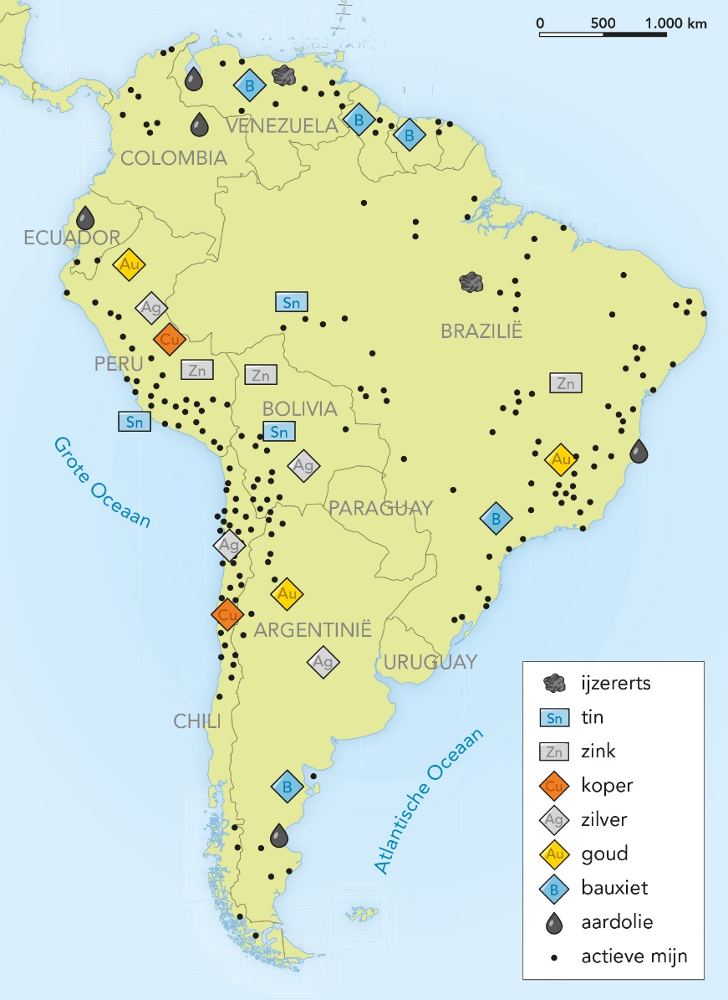 0 500 1.000 km
B
B
VENEZUELA
B
COLOMBIA
ECUADOR
Au
Sn
Ag
BRAZILIË
Cu
PERU
Zn
Zn
Zn
BOLIVIA
Sn
Sn
Grote Oceaan
Au
Ag
PARAGUAY
B
Ag
Au
Cu
ARGENTINIË
Ag
URUGUAY
CHILI
B
Atlantische Oceaan
ijzererts
Sn tin
Zn zink
Cu koper
Ag zilver
Au goud
B bauxiet
aardolie
actieve mijn